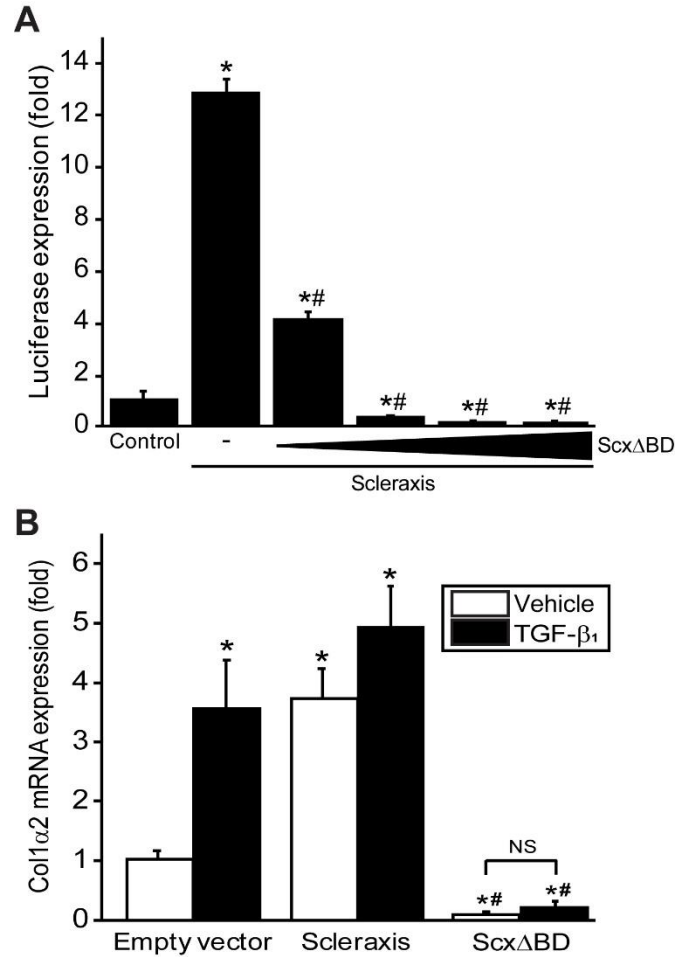 A
Luciferase expression (fold)
14
12
10
8
6
4
2
0
*
*#
*#
*#
*#
Control
-
ScxΔBD
Scleraxis
B
Col1α2 mRNA expression (fold)
6
5
4
3
2
1
0
*
*
*
Vehicle
TGF-β₁
NS
*#
*#
Empty vector
Scleraxis
ScxΔBD